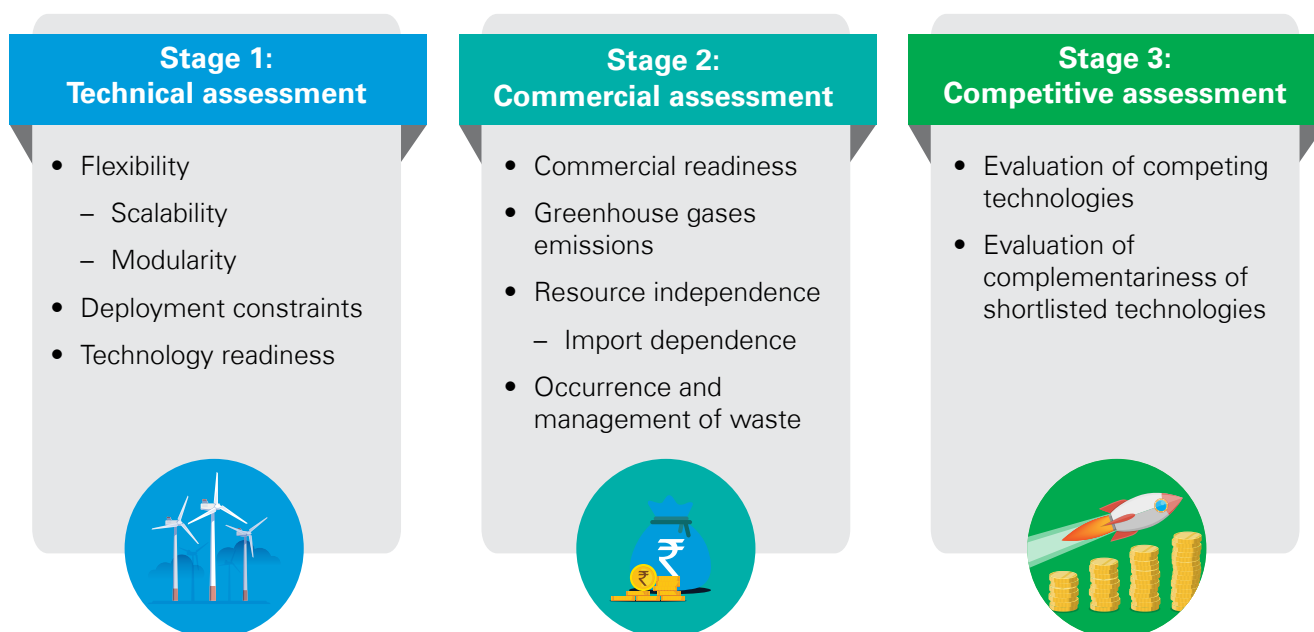 Stage 1:
Technical assessment
• Flexibility
– Scalability
– Modularity
• Deployment constraints
• Technology readiness
Stage 2:
Commercial assessment
• Commercial readiness
• Greenhouse gases
emissions
• Resource independence
– Import dependence
• Occurrence and
management of waste
₹
₹
Stage 3:
Competitive assessment
• Evaluation of competing
technologies
• Evaluation of
complementariness of
shortlisted technologies